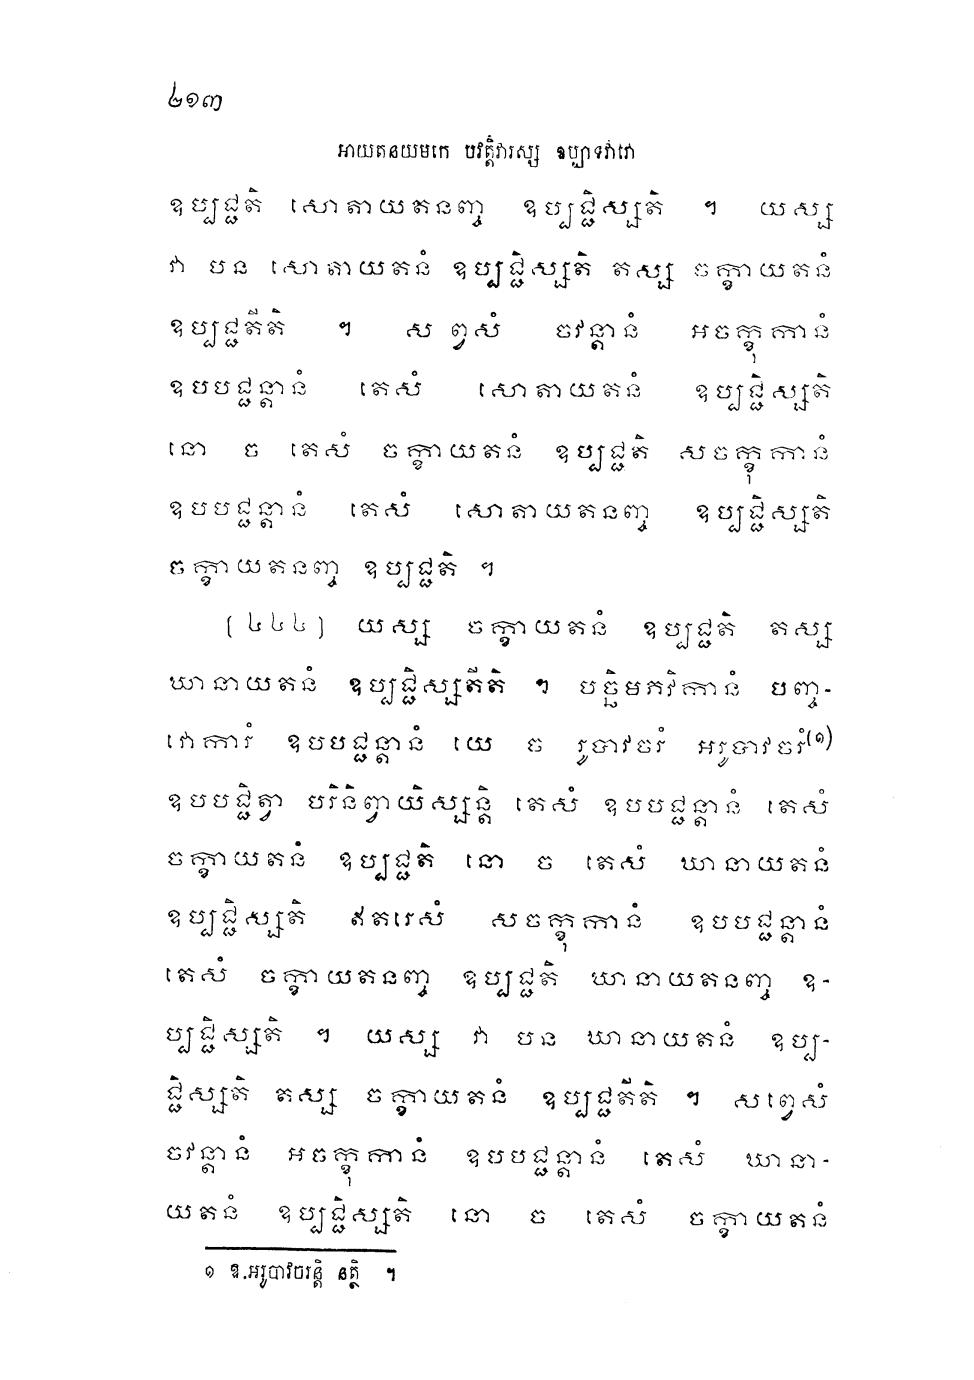 ៤១៣
អាយតនយមកេ បវត្តិវារស្ស ឧប្បាទវារោ
ឧប្បជ្ជតិ សោតាយតនញ្ច ឧប្បជ្ជិស្សតិ ។ យស្ស
វា បន សោតាយតនំ ឧប្បជ្ជិស្សតិ តស្ស ចក្ខាយតនំ
ឧប្បជ្ជតីតិ ។ សព្វេសំ ចវន្តានំ អចក្ខុកានំ
ឧបបជ្ជន្តានំ តេសំ សោតាយតនំ ឧប្បជ្ជិស្សតិ
នោ ច តេសំ ចក្ខាយតនំ ឧប្បជ្ជតិ សចក្ខុកានំ
ឧបបជ្ជន្តានំ តេសំ សោតាយតនញ្ច ឧប្បជ្ជិស្សតិ
ចក្ខាយតនញ្ច ឧប្បជ្ជតិ ។
[៤៤៤] យស្ស ចក្ខាយតនំ ឧប្បជ្ជតិ តស្ស
ឃានាយតនំ ឧប្បជ្ជិស្សតីតិ ។ បច្ឆិមភវិកានំ បញ្ច-
វោការំ ឧបបជ្ជន្តានំ យេ ច រូបាវចរំ អរូបាវចរំ(១)
ឧបបជ្ជិត្វា បរិនិព្វាយិស្សន្តិ តេសំ ឧបបជ្ជន្តានំ តេសំ
ចក្ខាយតនំ ឧប្បជ្ជតិ នោ ច តេសំ ឃានាយតនំ
ឧប្បជ្ជិស្សតិ ឥតរេសំ សចក្ខុកានំ ឧបបជ្ជន្តានំ
តេសំ ចក្ខាយតនញ្ច ឧប្បជ្ជតិ ឃានាយតនញ្ច ឧ-
ប្បជ្ជិស្សតិ ។ យស្ស វា បន ឃានាយតនំ ឧប្ប-
ជ្ជិស្សតិ តស្ស ចក្ខាយតនំ ឧប្បជ្ជតីតិ ។ សព្វេសំ
ចវន្តានំ អចក្ខុកានំ ឧបបជ្ជន្តានំ តេសំ ឃានា-
យតនំ ឧប្បជ្ជិស្សតិ នោ ច តេសំ ចក្ខាយតនំ
១ ឱ.អរូបាវចរន្តិ នត្ថិ ។